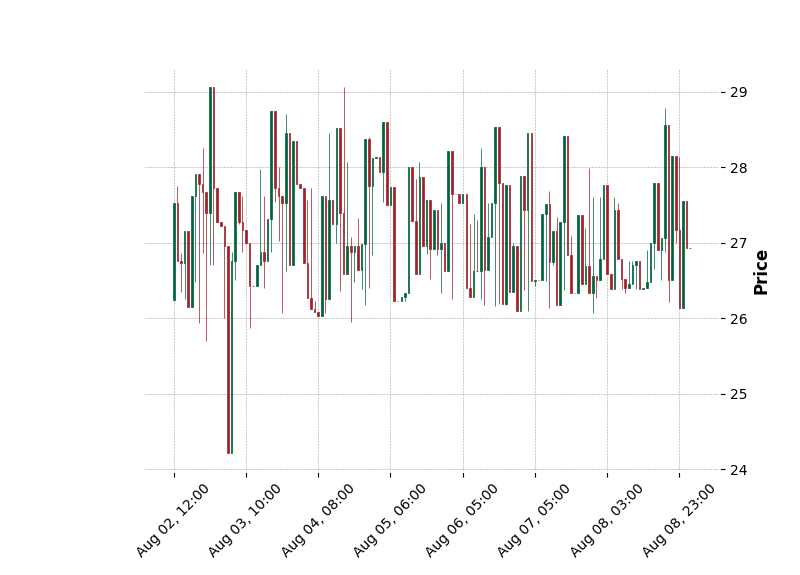 29
28
27
26
25
24
Price
Aug 02, 12:00
Aug 03, 10:00
Aug 04, 08:00
Aug 05, 06:00
Aug 06, 05:00
Aug 07, 05:00
Aug 08, 03:00
Aug 08, 23:00